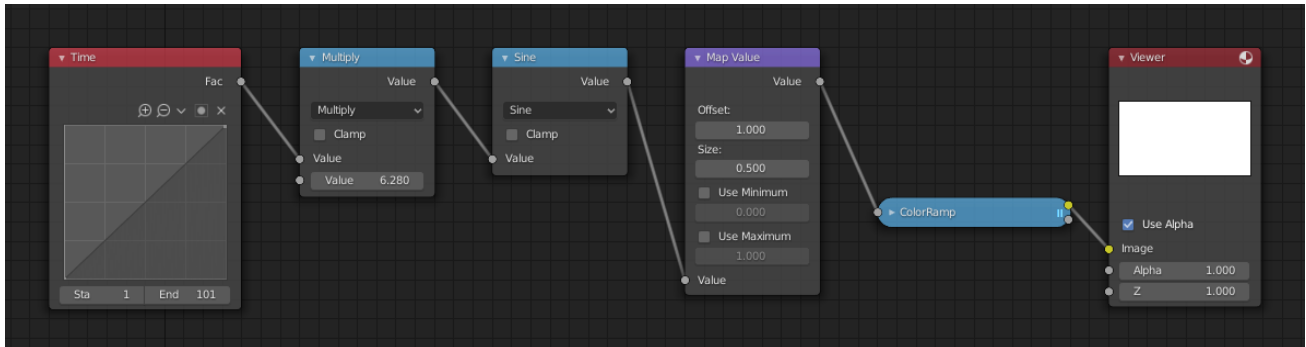 Time
Fac
Sta 1 End 101
Multiply
Value
Multiply
Clamp
Value
Value 6.280
Sine
Value
Sine
Clamp
Value
Map Value
Value
Offset:
1.000
Size:
0.500
Use Minimum
0.000
Use Maximum
1.000
Value
ColorRamp
Viewer
Use Alpha
Image
Alpha 1.000
Z 1.000